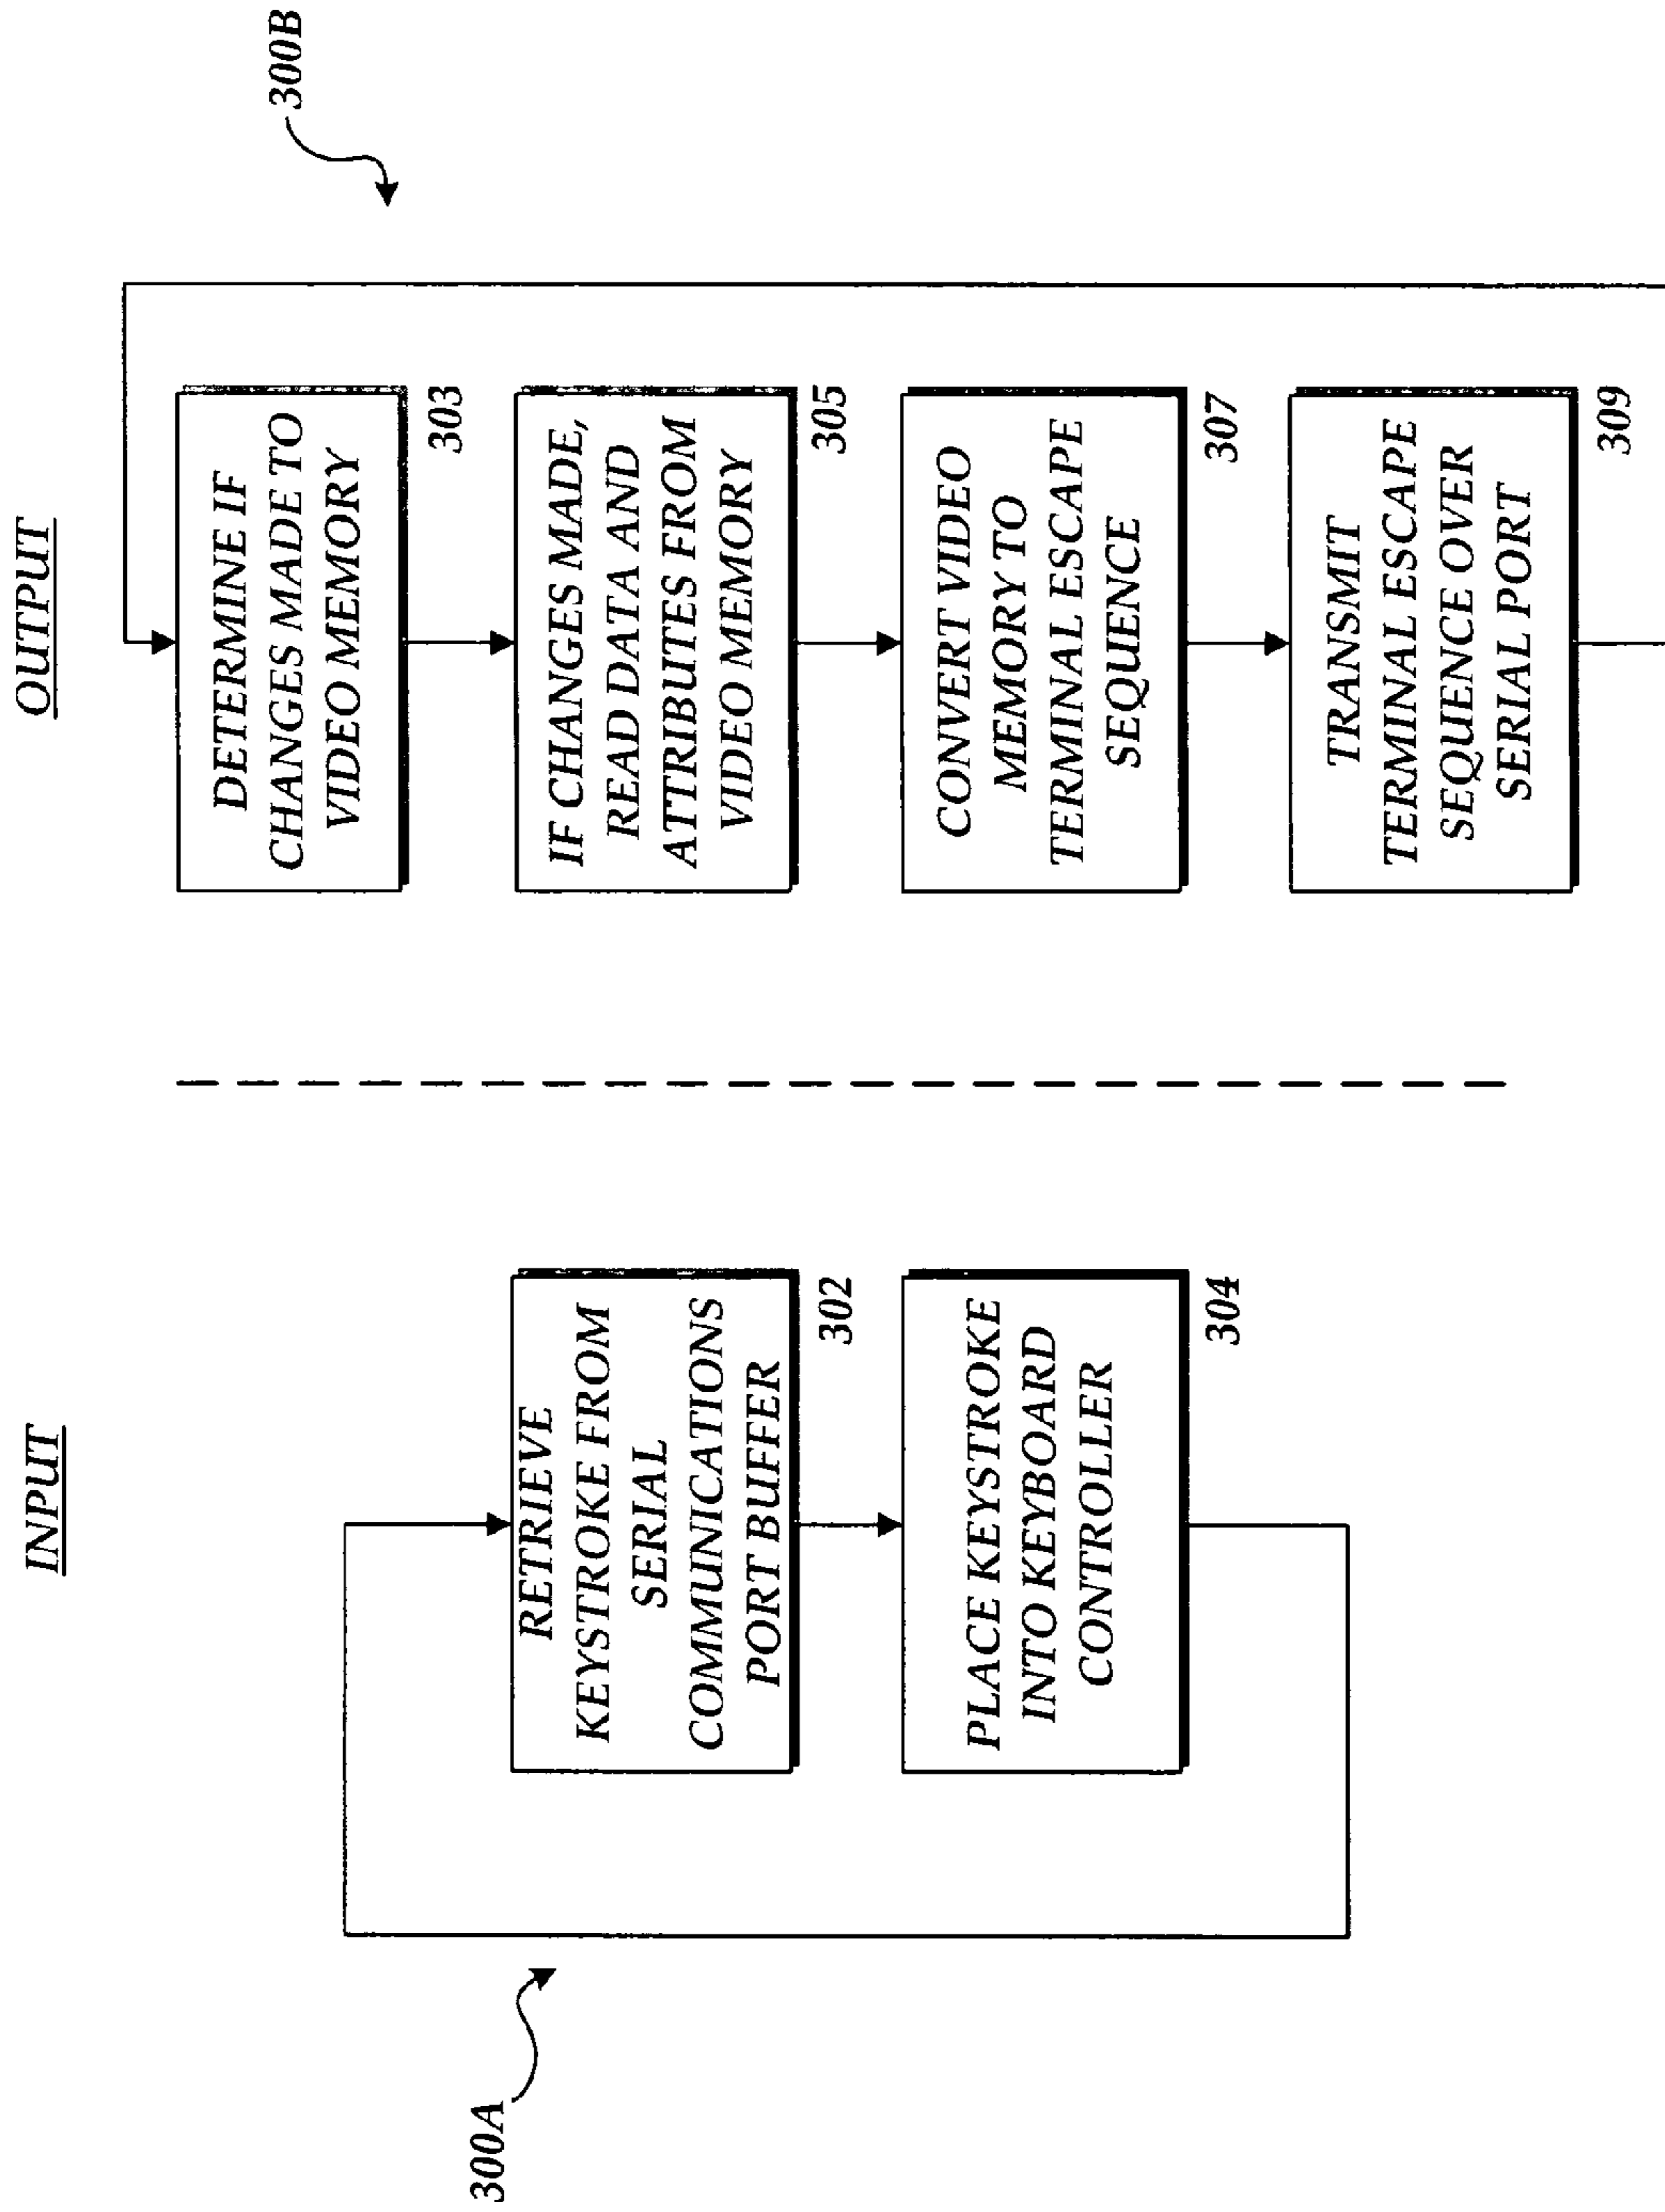 INPUT
300A
RETRIEVE
KEYSTROKE FROM
SERIAL
COMMUNICATIONS
PORT BUFFER
302
PLACE KEYSTROKE
INTO KEYBOARD
CONTROLLER
304
OUTPUT
300B
DETERMINE IF
CHANGES MADE TO
VIDEO MEMORY
303
IF CHANGES MADE,
READ DATA AND
ATTRIBUTES FROM
VIDEO MEMORY
305
CONVERT VIDEO
MEMORY TO
TERMINAL ESCAPE
SEQUENCE
307
TRANSMIT
TERMINAL ESCAPE
SEQUENCE OVER
SERIAL PORT
309